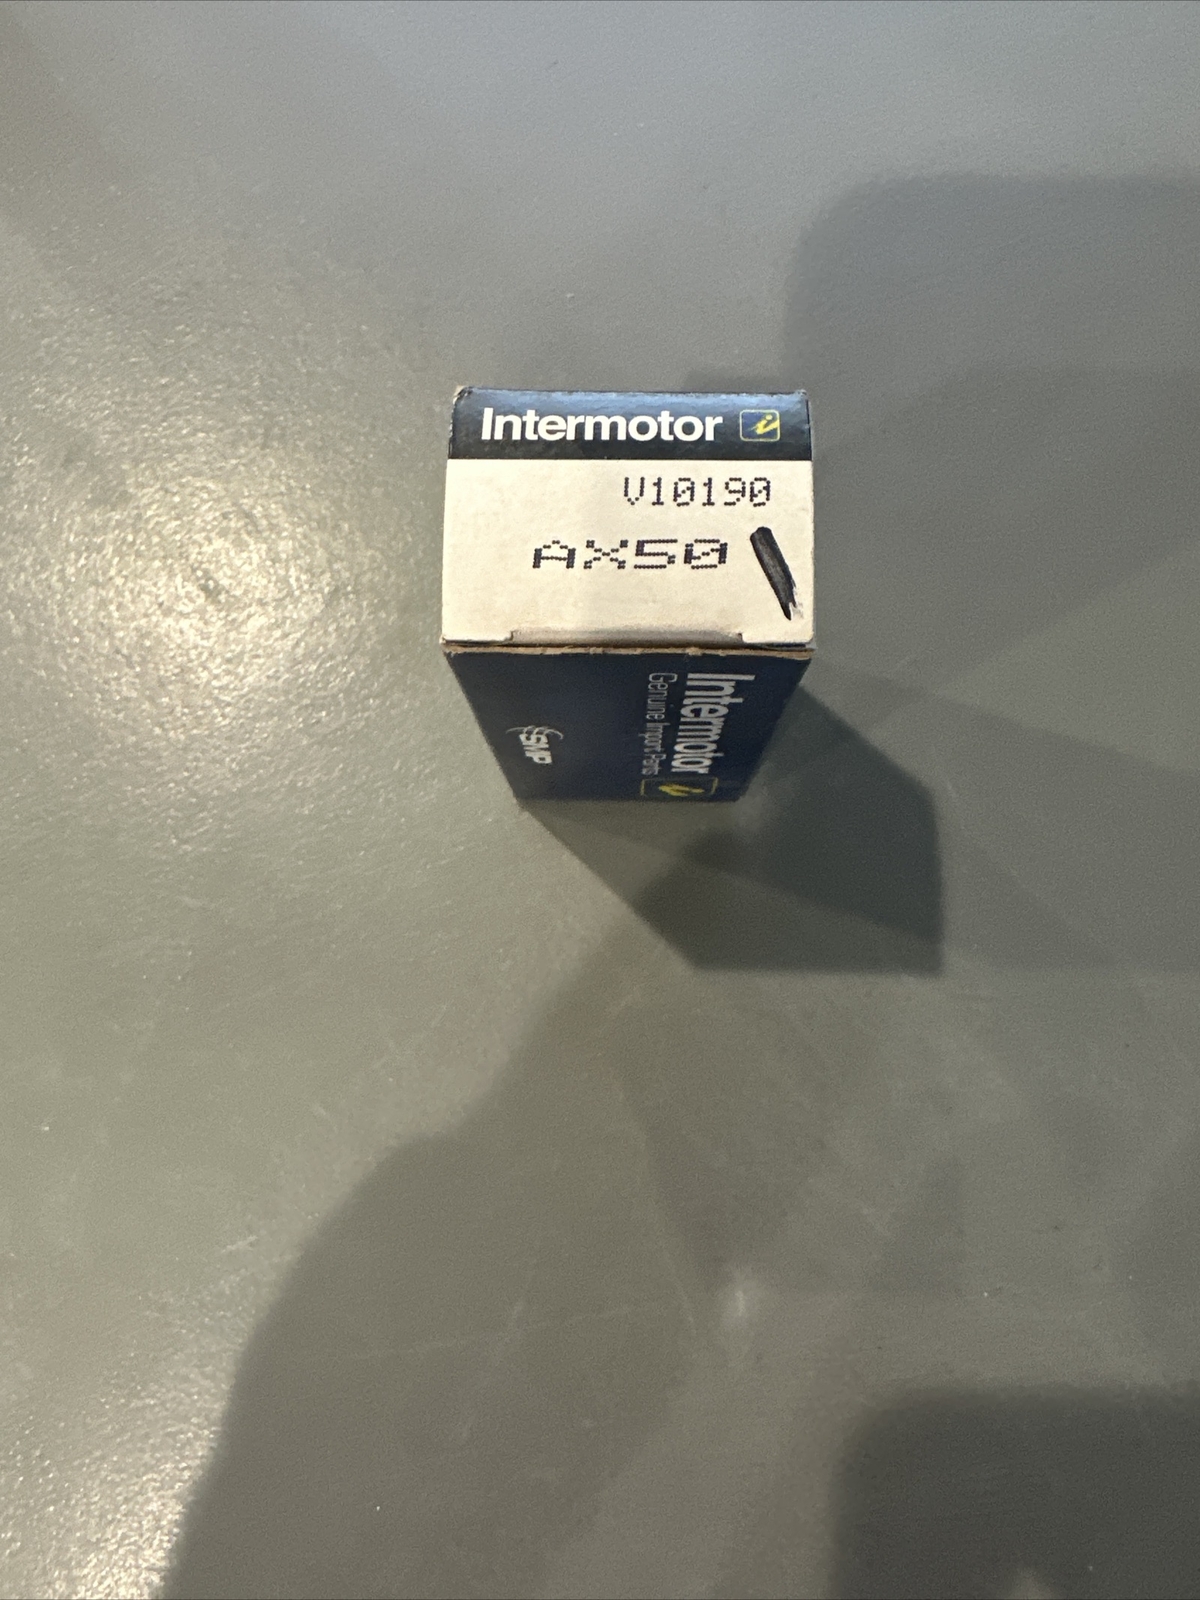 Intermotor i
V10190
AX50
Intermotor i
Genuine Import Parts
SMP